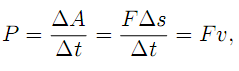 P = ΔA/Δt = FΔs/Δt = Fv,